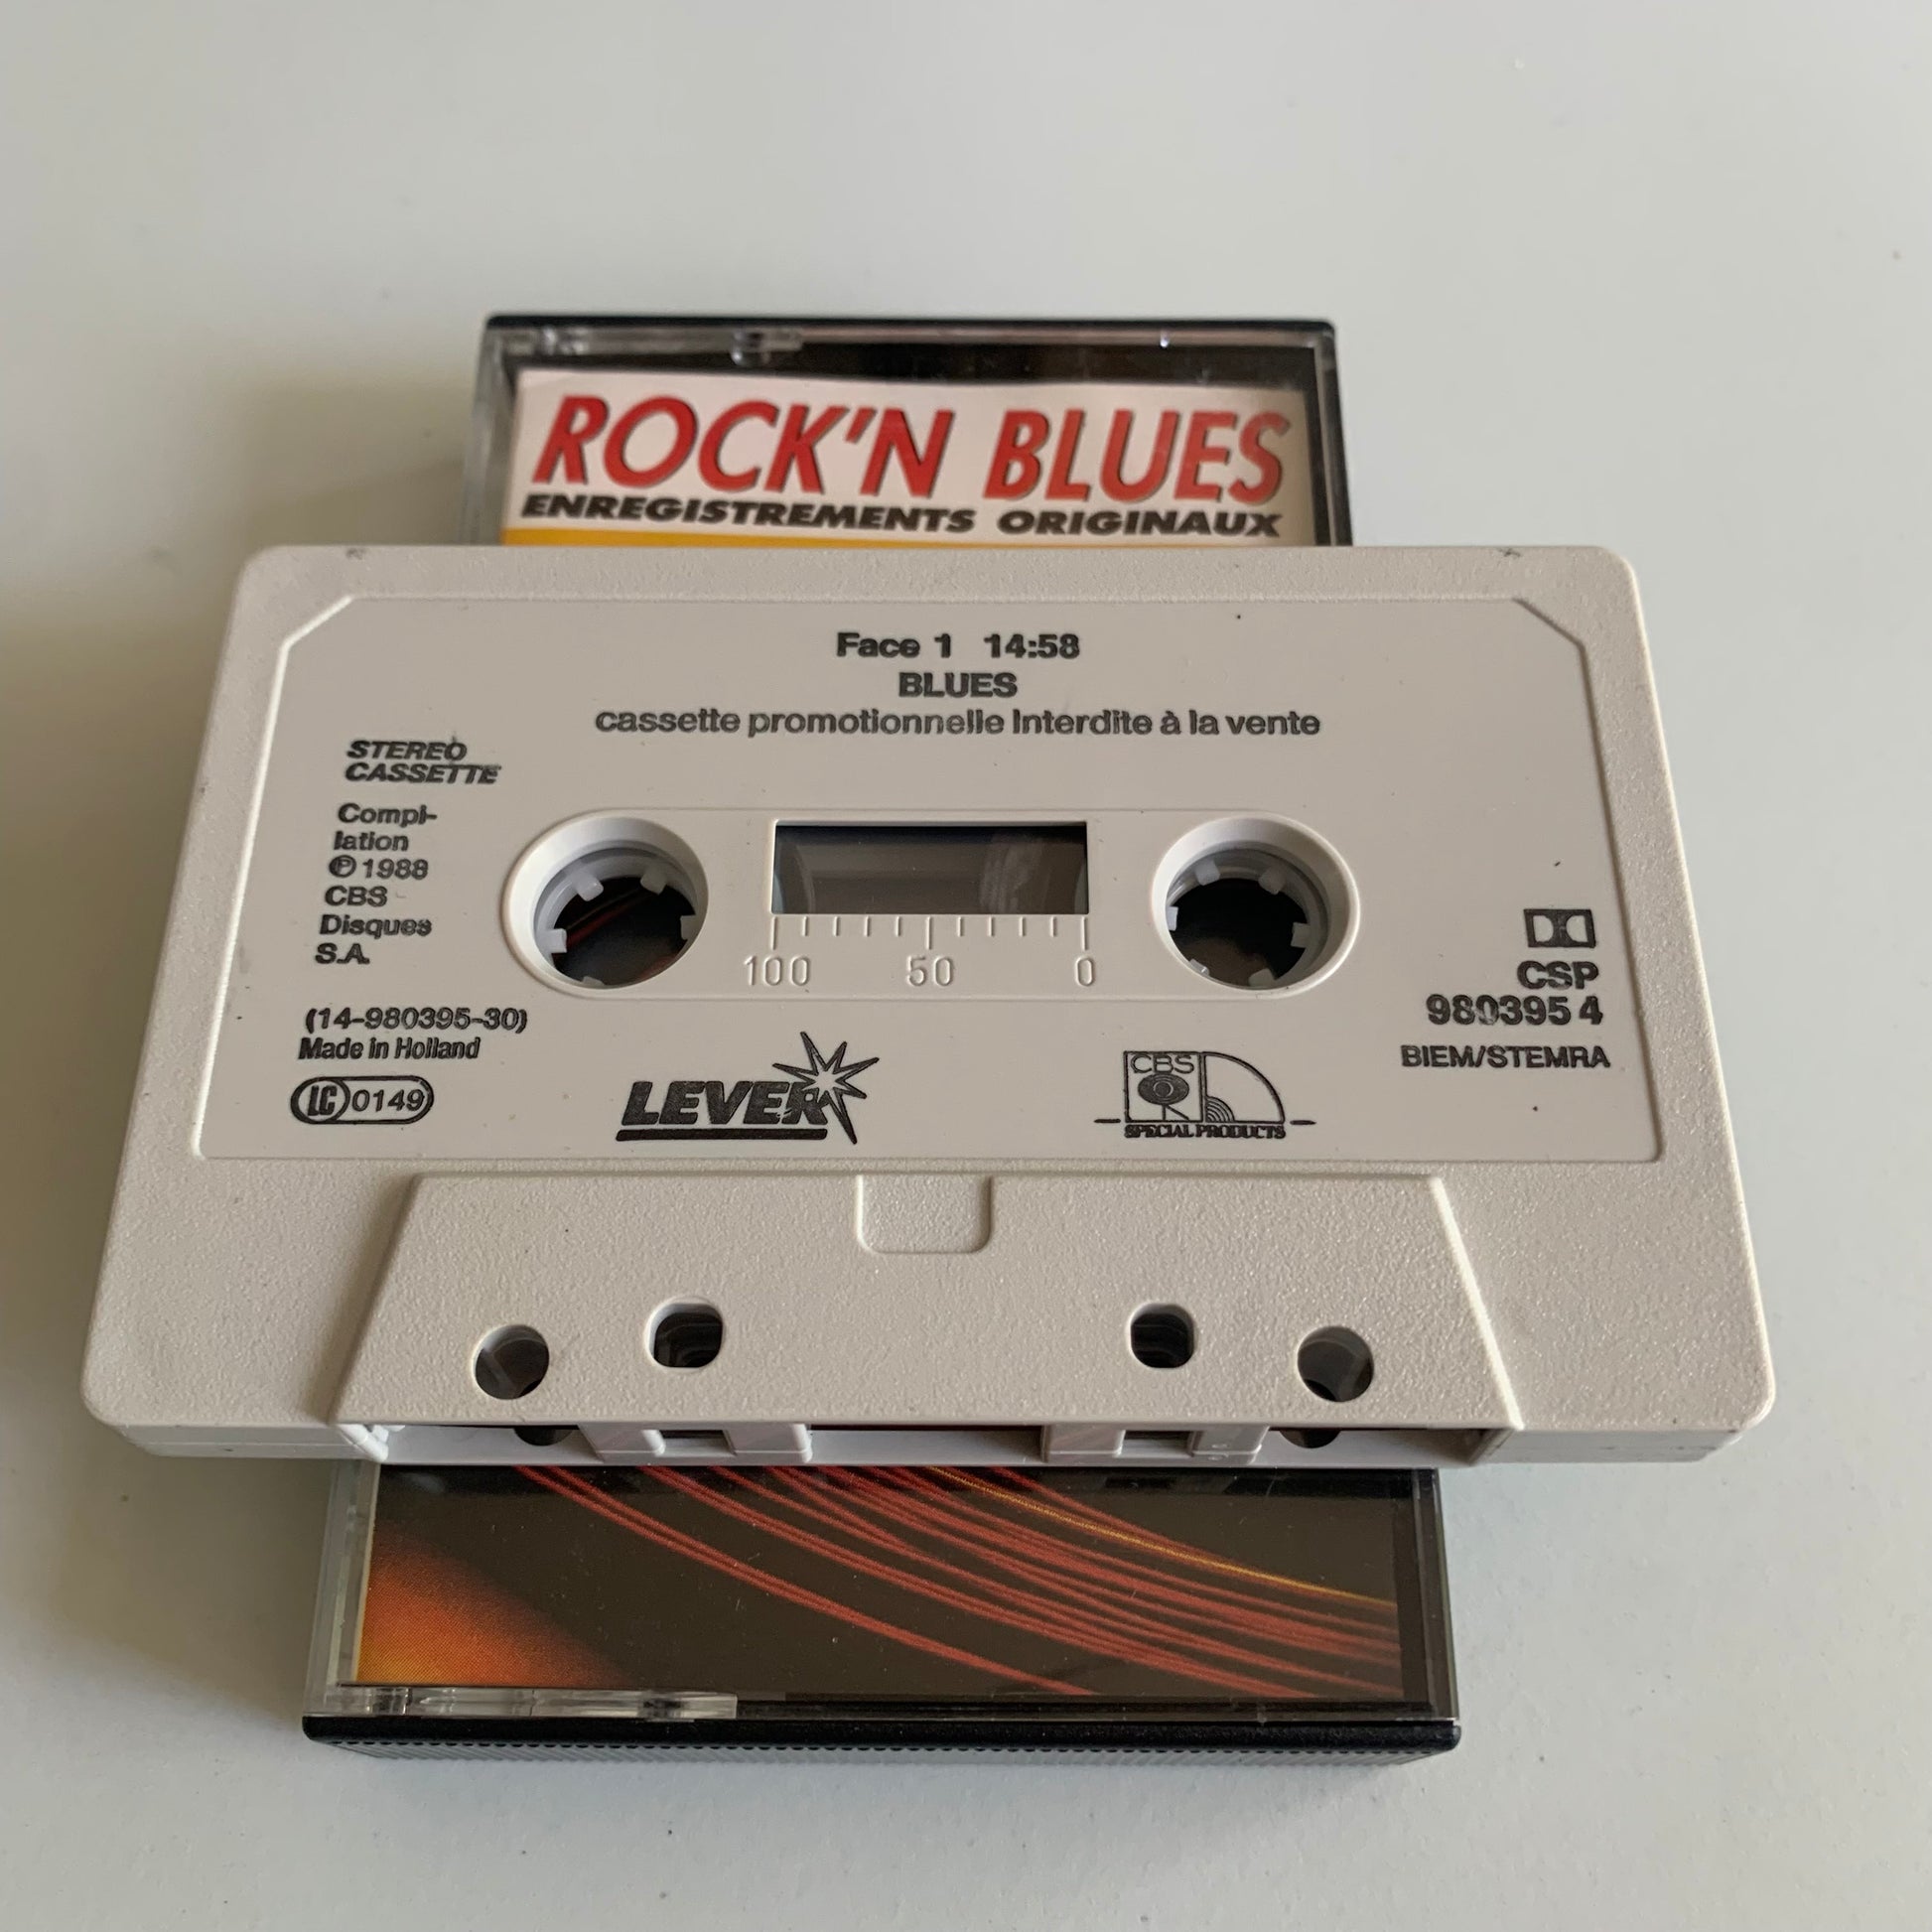 ROCK'N BLUES
ENREGISTREMENTS ORIGINAUX
Face 1 14:58
BLUES
cassette promotionnelle Interdite à la vente
STEREO
CASSETTE
Compi-
lation
℗ 1988
CBS
Disques
S.A.
(14-980395-30)
Made in Holland
LC 0149
100 50 0
LEVER
CBS
SPECIAL PRODUCTS
CSP
980395 4
BIEM/STEMRA